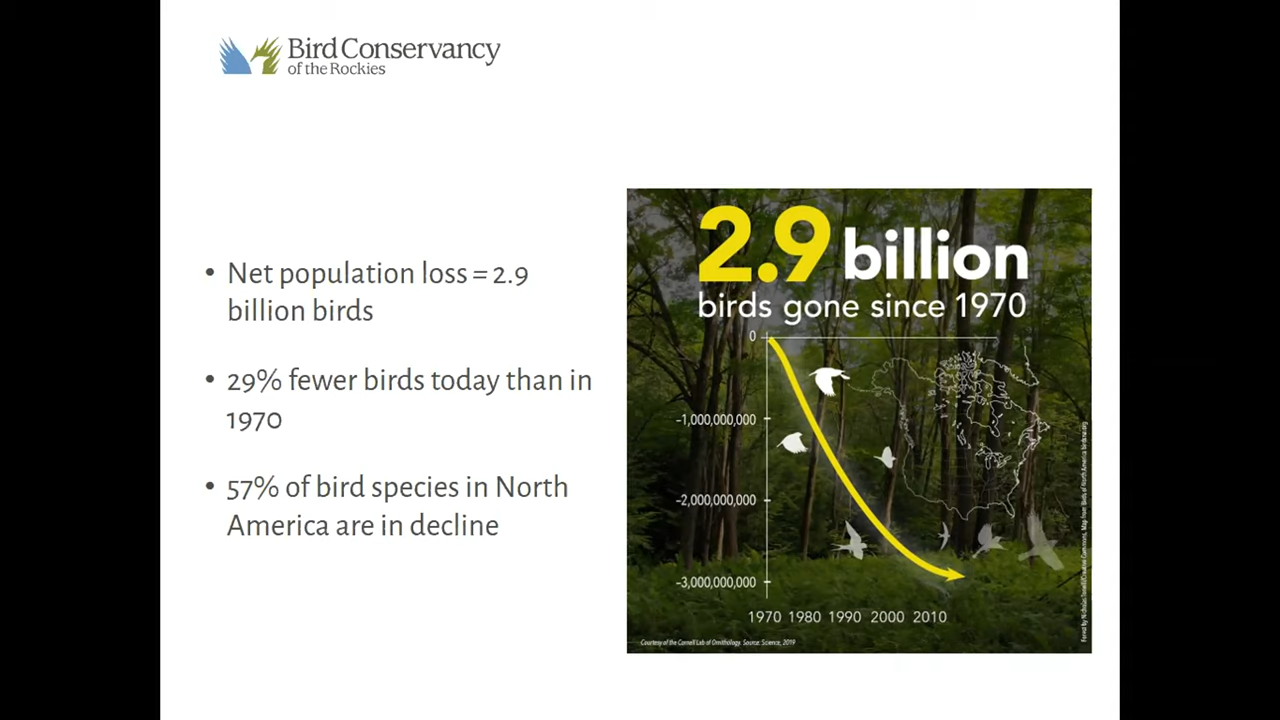 Bird Conservancy
of the Rockies
• Net population loss = 2.9
billion birds
• 29% fewer birds today than in
1970
• 57% of bird species in North
America are in decline
2.9 billion
birds gone since 1970
0
-1,000,000,000
-2,000,000,000
-3,000,000,000
1970 1980 1990 2000 2010
Courtesy of the Cornell Lab of Ornithology. Source: Science, 2019